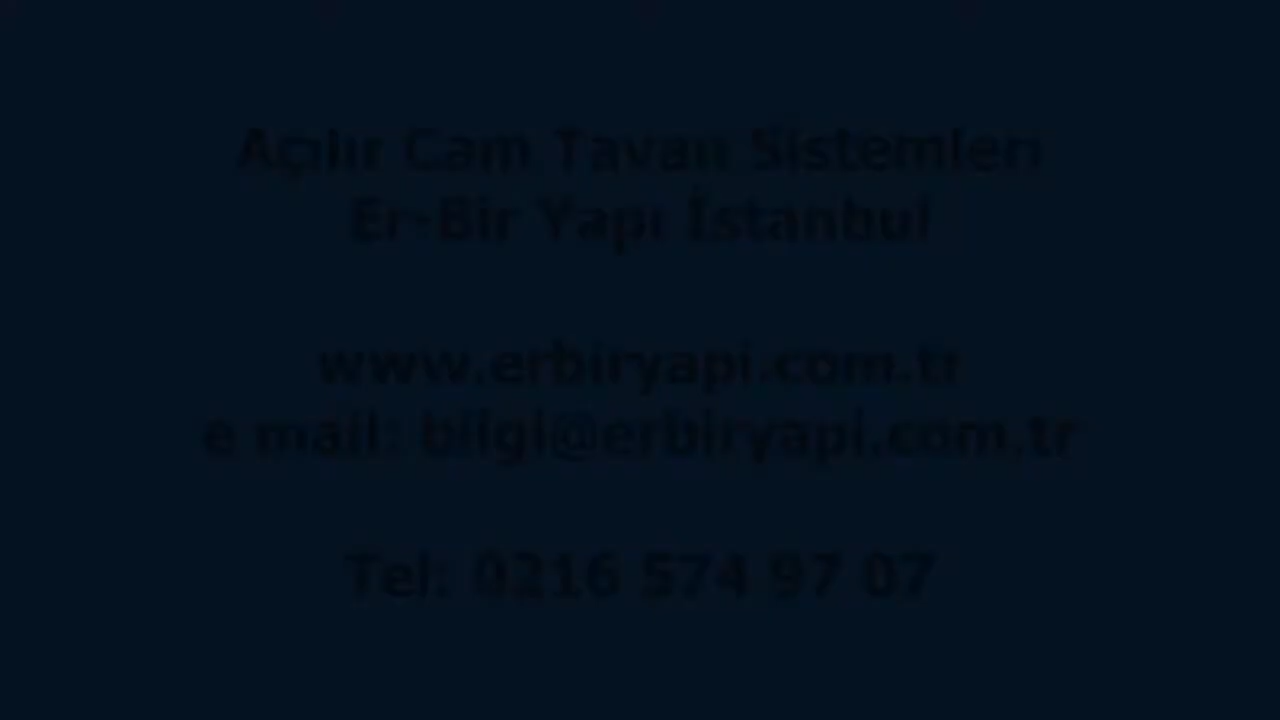 Açılır Cam Tavan Sistemleri
Er-Bir Yapı İstanbul
www.erbiryapi.com.tr
e mail: bilgi@erbiryapi.com.tr
Tel: 0216 574 97 07